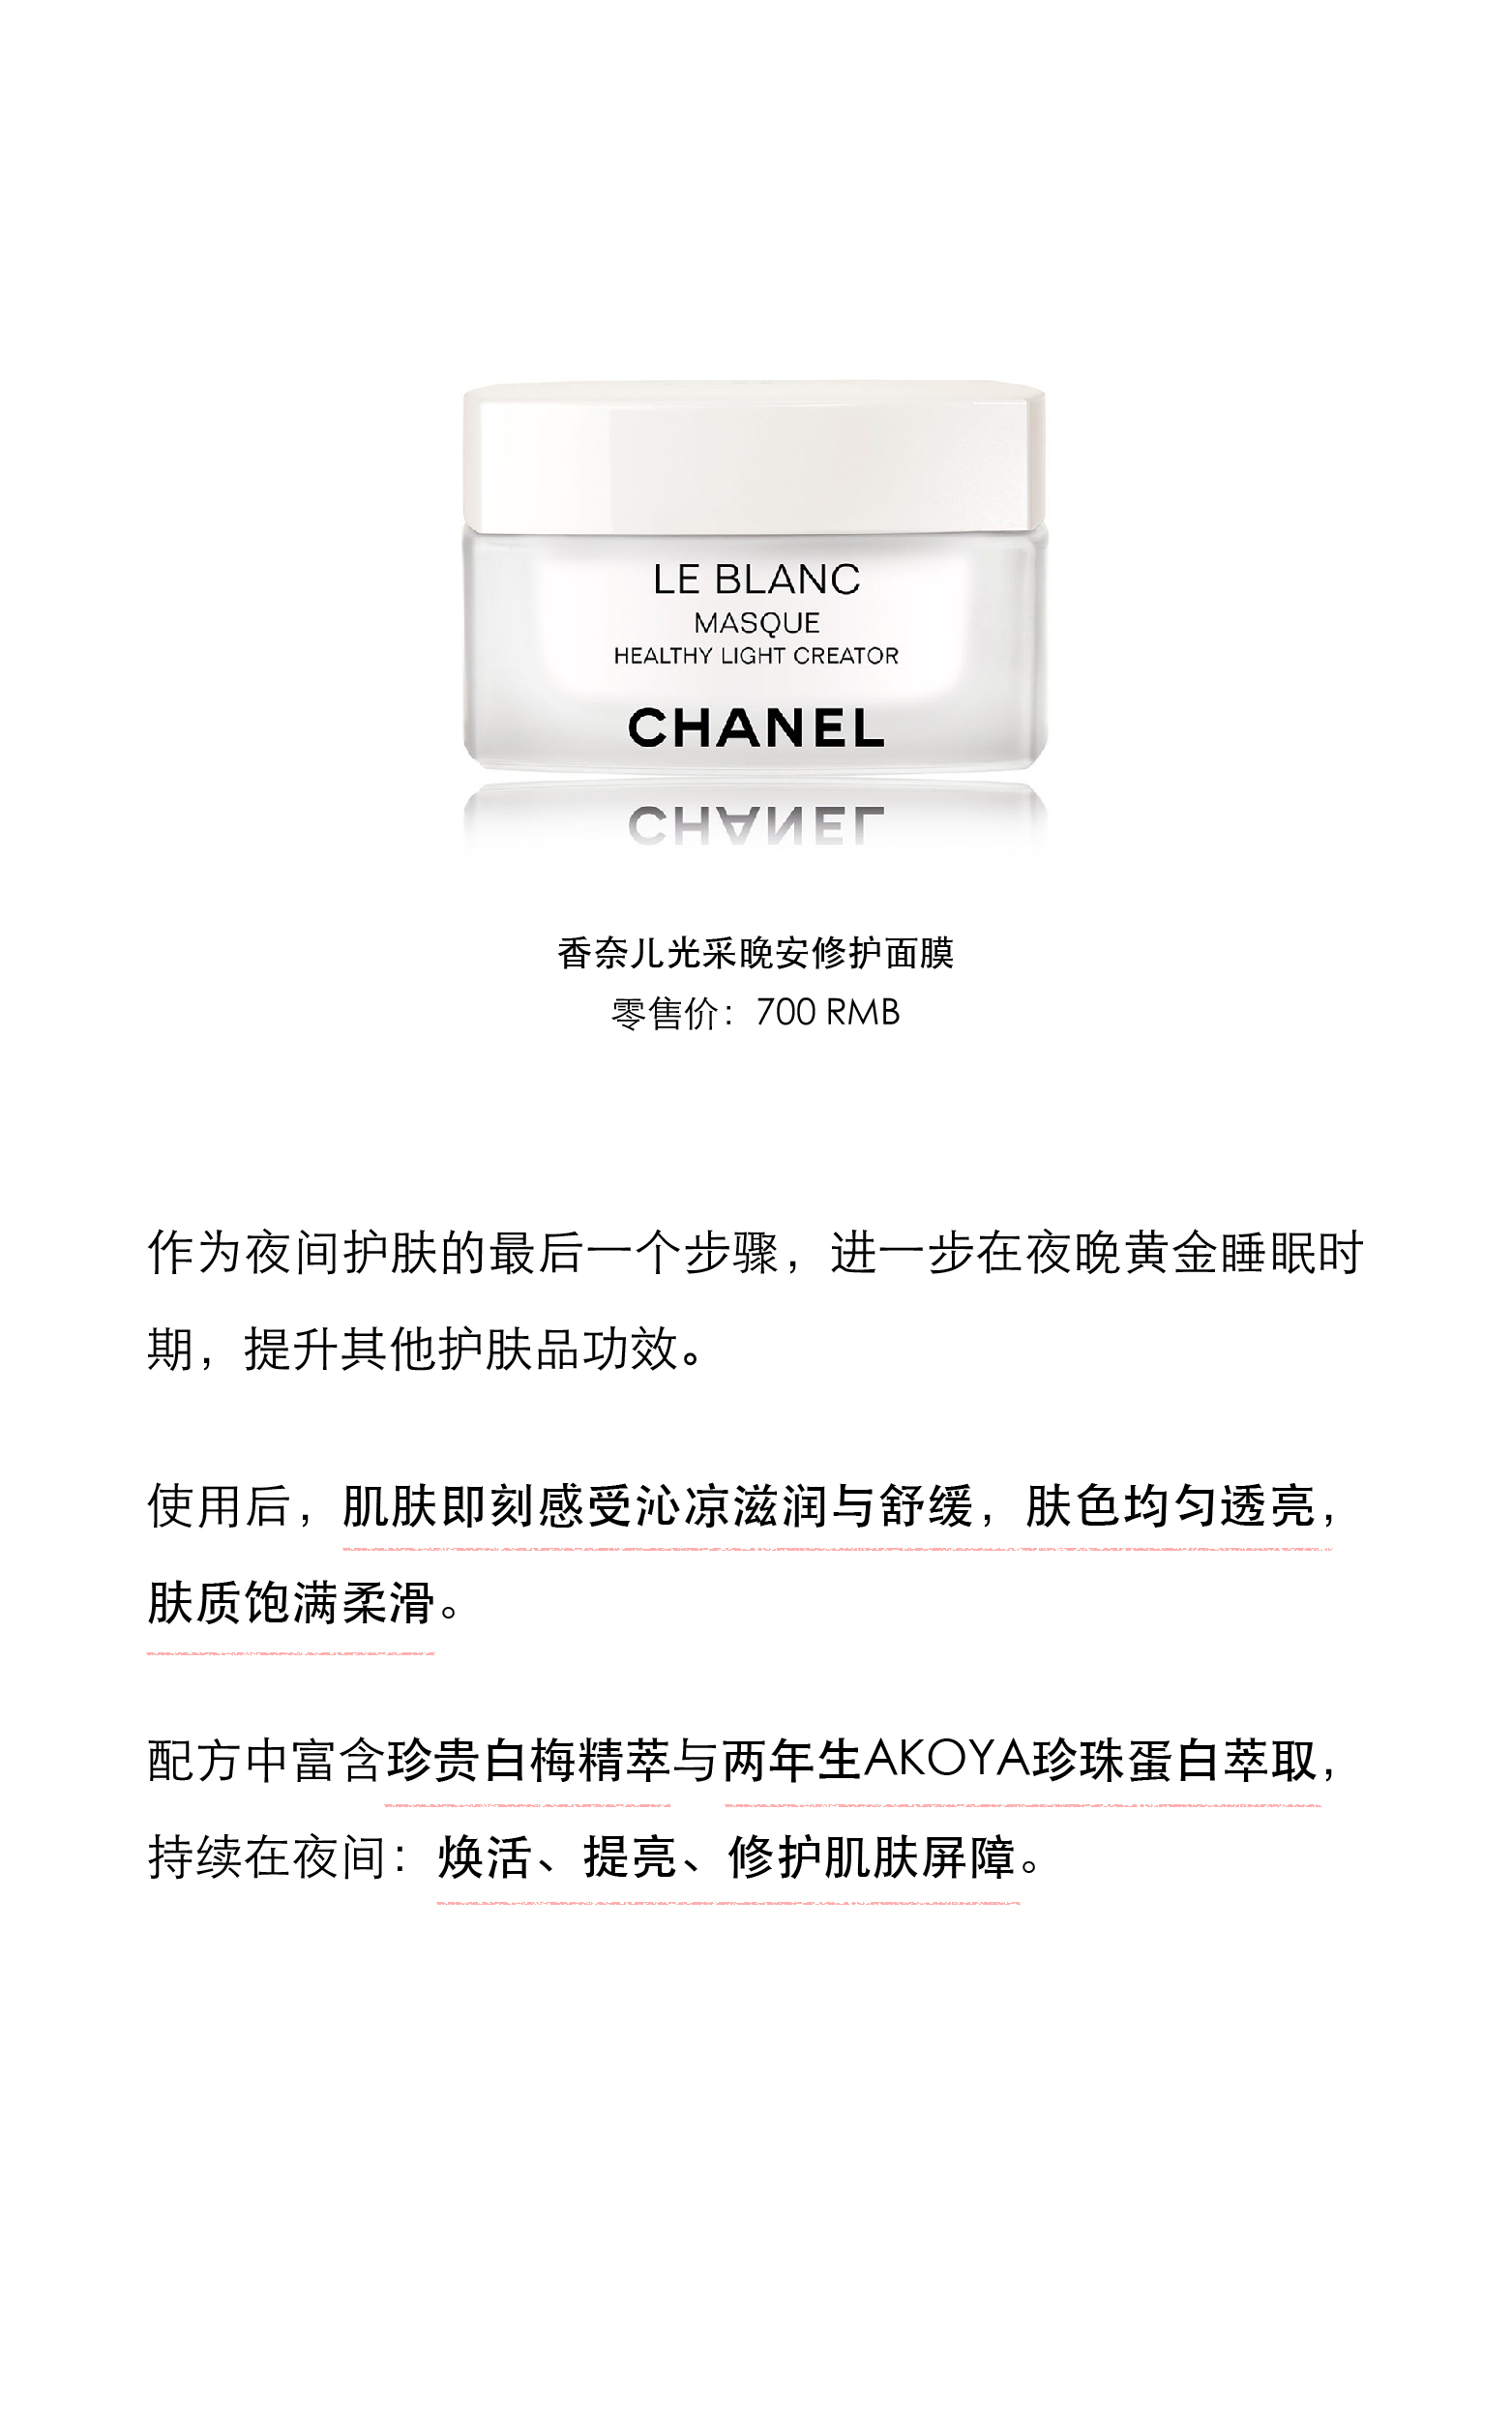 LE BLANC
MASQUE
HEALTHY LIGHT CREATOR
CHANEL
CHANEL
香奈儿光采晚安修护面膜
零售价：700 RMB
作为夜间护肤的最后一个步骤，进一步在夜晚黄金睡眠时
期，提升其他护肤品功效。
使用后，肌肤即刻感受沁凉滋润与舒缓，肤色均匀透亮，
肤质饱满柔滑。
配方中富含珍贵白梅精萃与两年生AKOYA珍珠蛋白萃取，
持续在夜间：焕活、提亮、修护肌肤屏障。